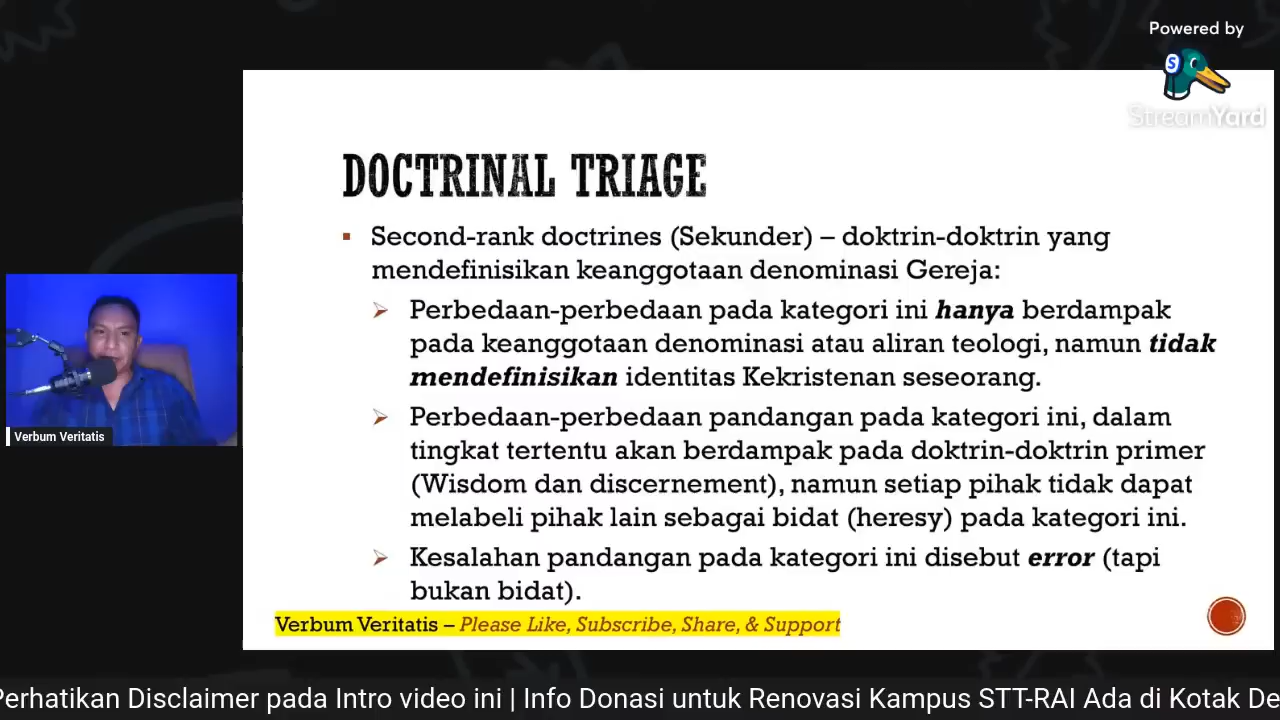 Powered by
S
StreamYard
DOCTRINAL TRIAGE
Second-rank doctrines (Sekunder) – doktrin-doktrin yang
mendefinisikan keanggotaan denominasi Gereja:
Perbedaan-perbedaan pada kategori ini hanya berdampak
pada keanggotaan denominasi atau aliran teologi, namun tidak
mendefinisikan identitas Kekristenan seseorang.
Perbedaan-perbedaan pandangan pada kategori ini, dalam
tingkat tertentu akan berdampak pada doktrin-doktrin primer
(Wisdom dan discernement), namun setiap pihak tidak dapat
melabeli pihak lain sebagai bidat (heresy) pada kategori ini.
Kesalahan pandangan pada kategori ini disebut error (tapi
bukan bidat).
Verbum Veritatis – Please Like, Subscribe, Share, & Support
Verbum Veritatis
Perhatikan Disclaimer pada Intro video ini | Info Donasi untuk Renovasi Kampus STT-RAI Ada di Kotak De